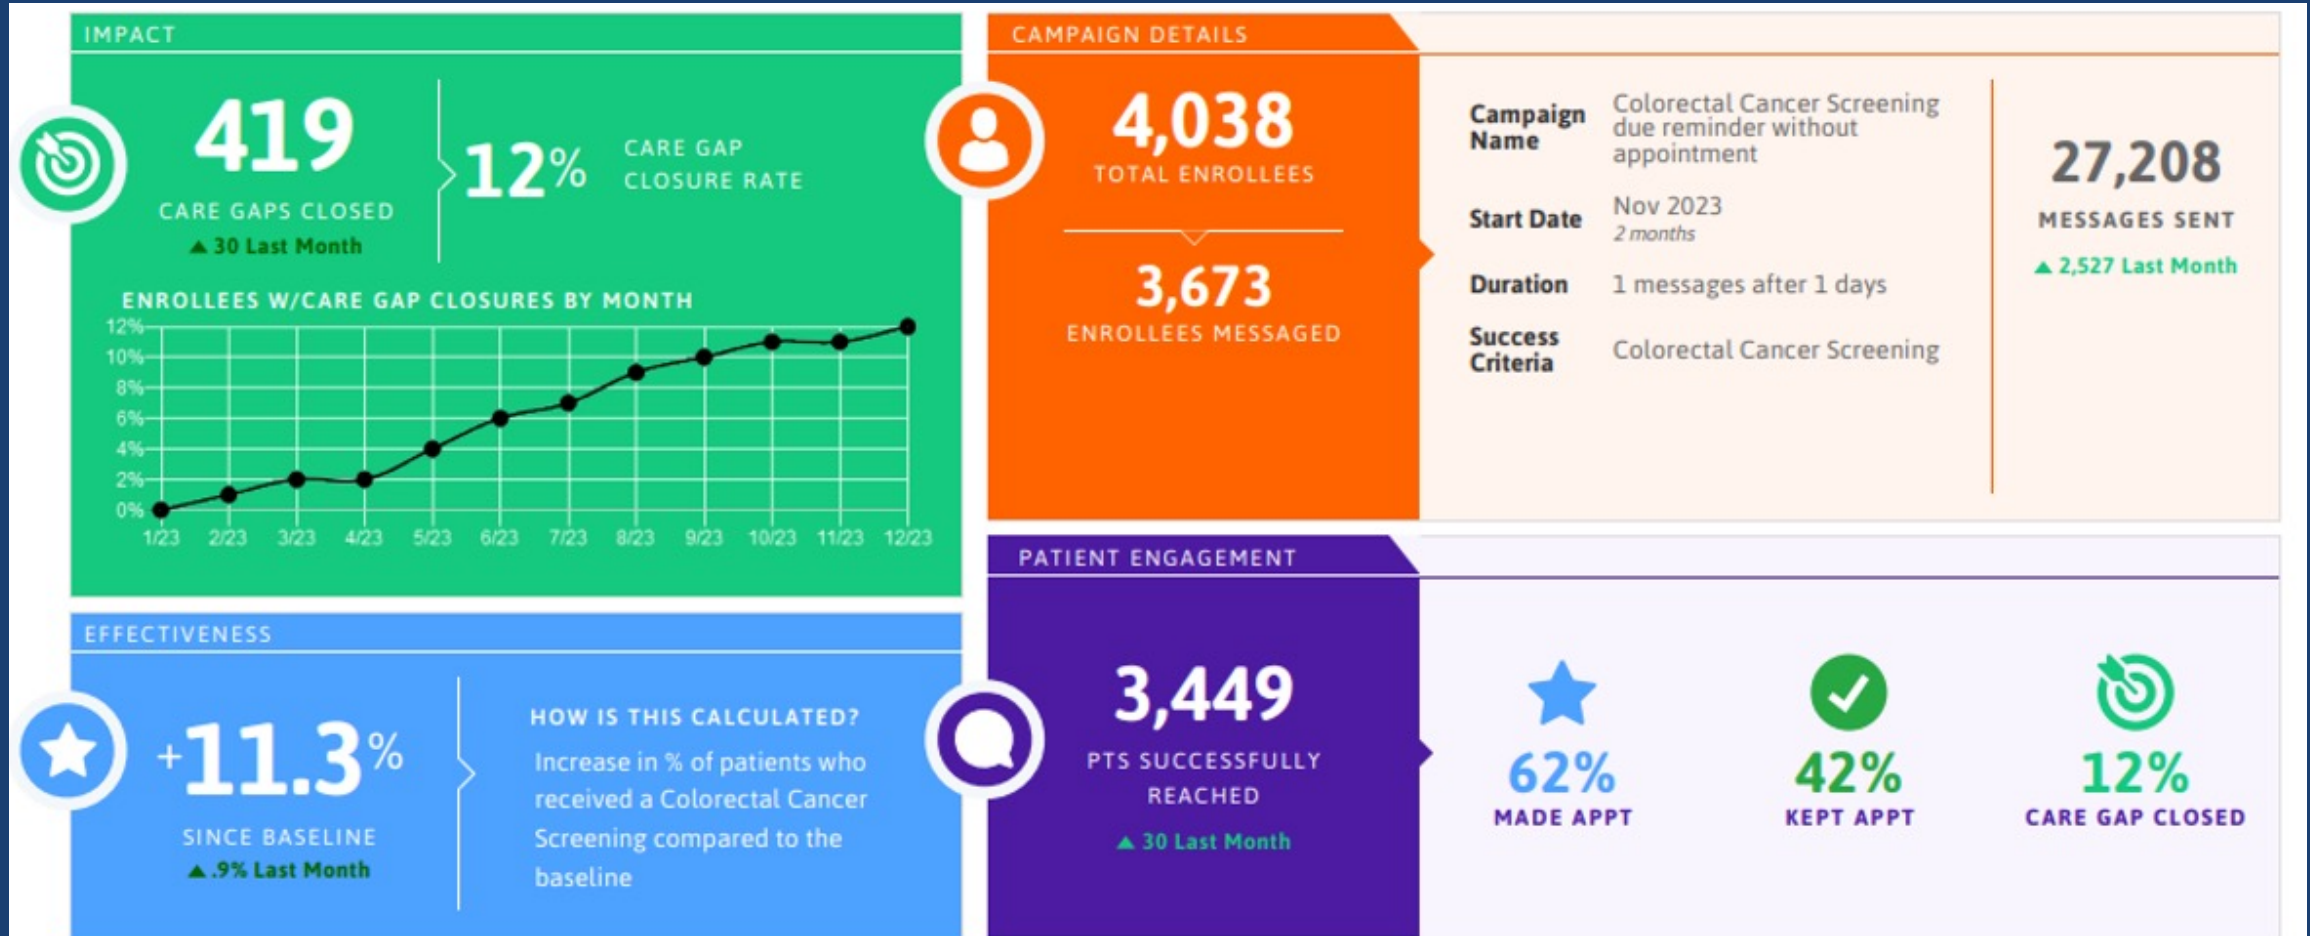 IMPACT
419
CARE GAPS CLOSED
▲ 30 Last Month
12%
CARE GAP
CLOSURE RATE
ENROLLEES W/CARE GAP CLOSURES BY MONTH
12%
10%
8%
6%
4%
2%
0%
1/23 2/23 3/23 4/23 5/23 6/23 7/23 8/23 9/23 10/23 11/23 12/23
EFFECTIVENESS
+11.3%
SINCE BASELINE
▲ .9% Last Month
HOW IS THIS CALCULATED?
Increase in % of patients who
received a Colorectal Cancer
Screening compared to the
baseline
CAMPAIGN DETAILS
4,038
TOTAL ENROLLEES
3,673
ENROLLEES MESSAGED
Campaign
Name
Colorectal Cancer Screening
due reminder without
appointment
Start Date
Nov 2023
2 months
Duration
1 messages after 1 days
Success
Criteria
Colorectal Cancer Screening
27,208
MESSAGES SENT
▲ 2,527 Last Month
PATIENT ENGAGEMENT
3,449
PTS SUCCESSFULLY
REACHED
▲ 30 Last Month
62%
MADE APPT
42%
KEPT APPT
12%
CARE GAP CLOSED